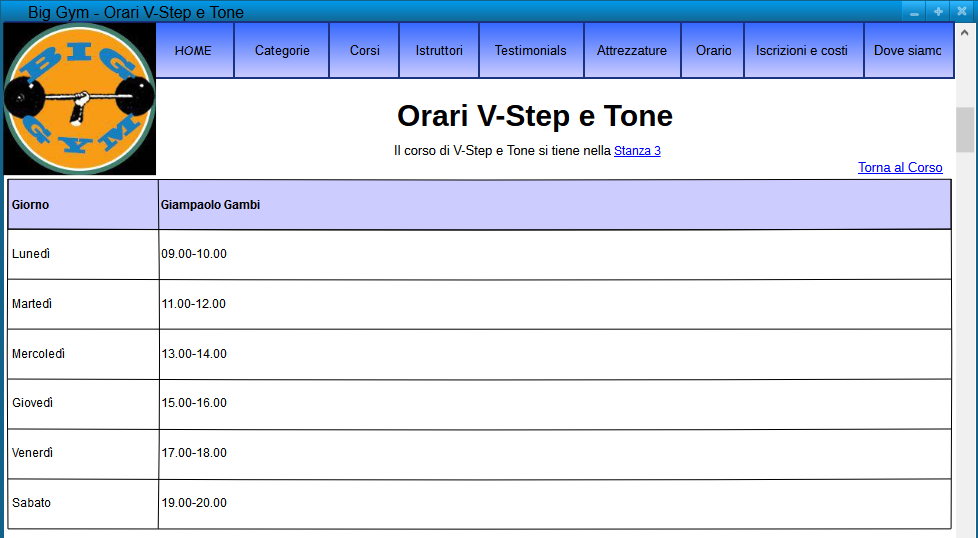 Big Gym - Orari V-Step e Tone
BIG
GYM
HOME Categorie Corsi Istruttori Testimonials Attrezzature Orario Iscrizioni e costi Dove siamo
Orari V-Step e Tone
Il corso di V-Step e Tone si tiene nella Stanza 3
Torna al Corso
Giorno Giampaolo Gambi
Lunedì 09.00-10.00
Martedì 11.00-12.00
Mercoledì 13.00-14.00
Giovedì 15.00-16.00
Venerdì 17.00-18.00
Sabato 19.00-20.00